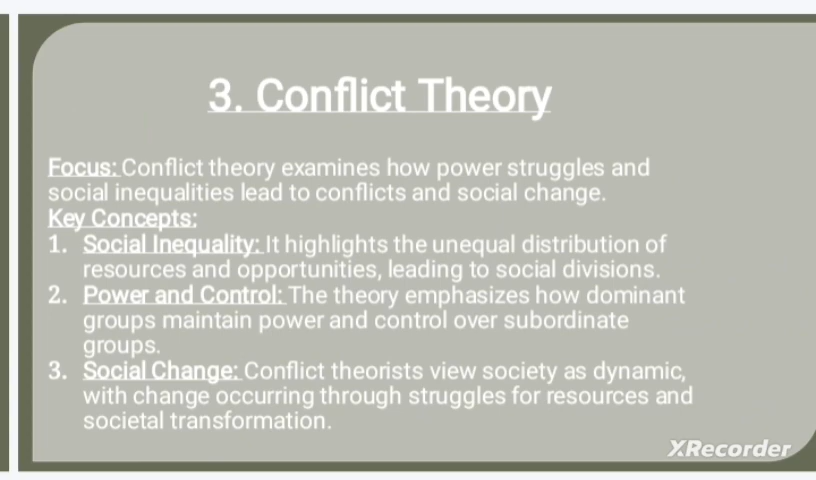 3. Conflict Theory
Focus: Conflict theory examines how power struggles and
social inequalities lead to conflicts and social change.
Key Concepts:
1. Social Inequality: It highlights the unequal distribution of
resources and opportunities, leading to social divisions.
2. Power and Control: The theory emphasizes how dominant
groups maintain power and control over subordinate
groups.
3. Social Change: Conflict theorists view society as dynamic,
with change occurring through struggles for resources and
societal transformation.
XRecorder